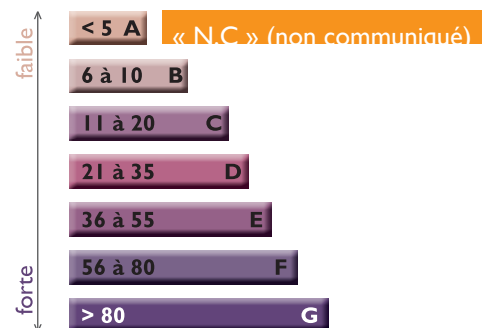 faible
< 5 A
« N.C » (non communiqué)
6 à 10 B
11 à 20 C
21 à 35 D
36 à 55 E
56 à 80 F
> 80 G
forte